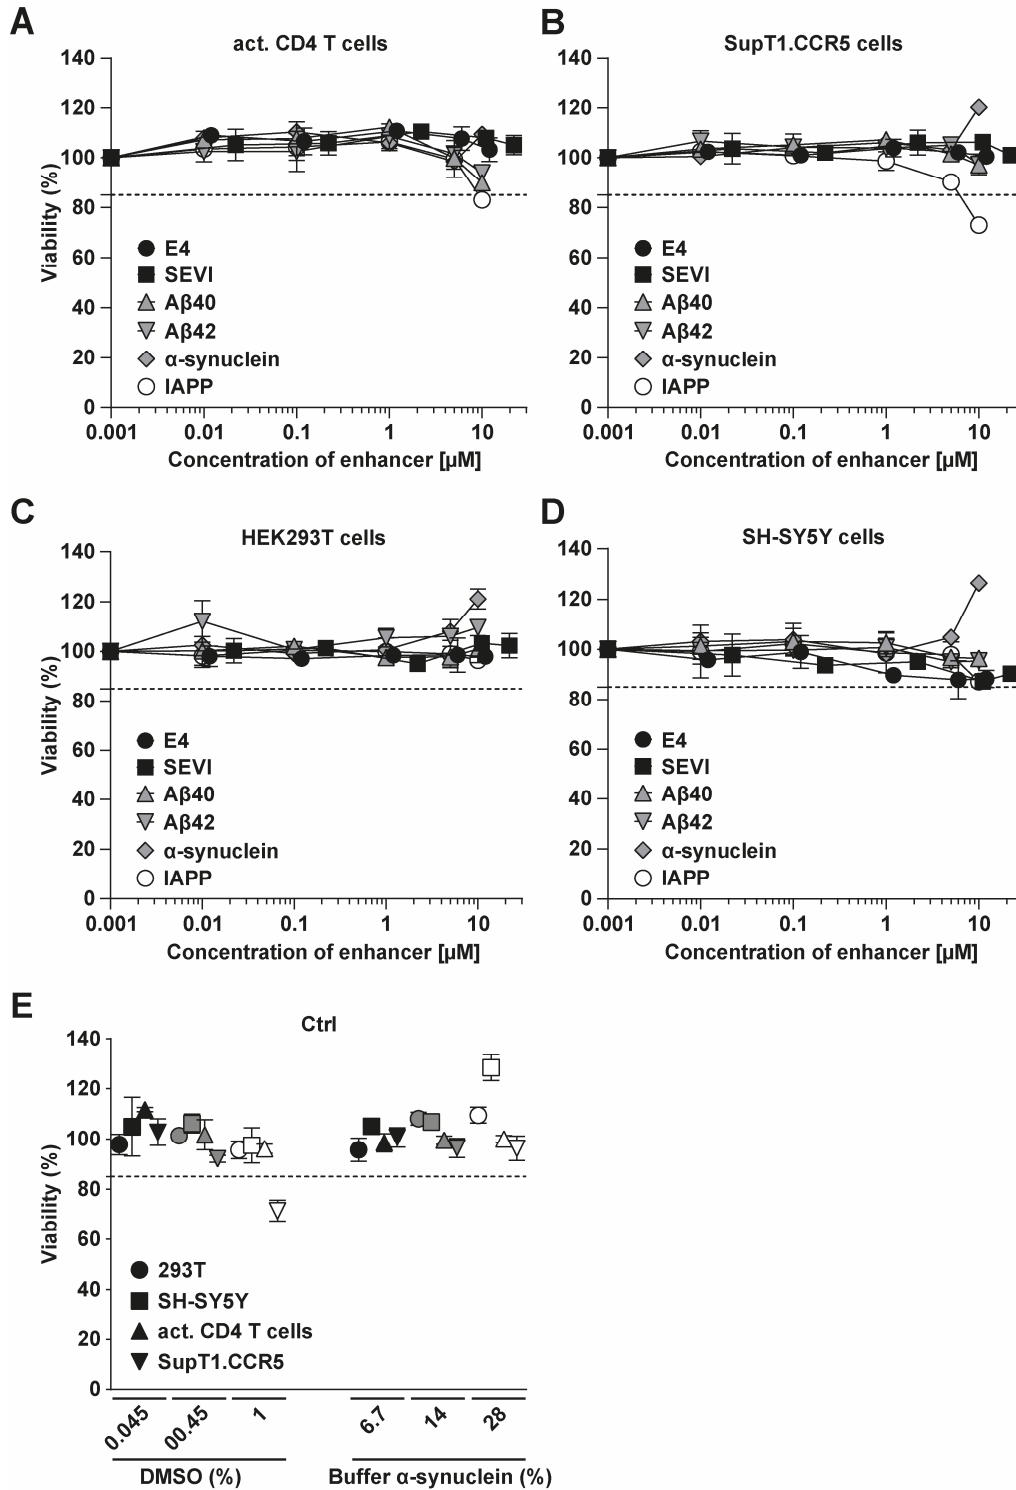 A
act. CD4 T cells
140
120
100
80
60
40
20
0
Viability (%)
E4
SEVI
Aβ40
Aβ42
α-synuclein
IAPP
0.001 0.01 0.1 1 10
Concentration of enhancer [µM]
B
SupT1.CCR5 cells
140
120
100
80
60
40
20
0
E4
SEVI
Aβ40
Aβ42
α-synuclein
IAPP
0.001 0.01 0.1 1 10
Concentration of enhancer [µM]
C
HEK293T cells
140
120
100
80
60
40
20
0
Viability (%)
E4
SEVI
Aβ40
Aβ42
α-synuclein
IAPP
0.001 0.01 0.1 1 10
Concentration of enhancer [µM]
D
SH-SY5Y cells
140
120
100
80
60
40
20
0
E4
SEVI
Aβ40
Aβ42
α-synuclein
IAPP
0.001 0.01 0.1 1 10
Concentration of enhancer [µM]
E
Ctrl
140
120
100
80
60
40
20
0
Viability (%)
293T
SH-SY5Y
act. CD4 T cells
SupT1.CCR5
0.045 00.45 1 6.7 14 28
DMSO (%) Buffer α-synuclein (%)